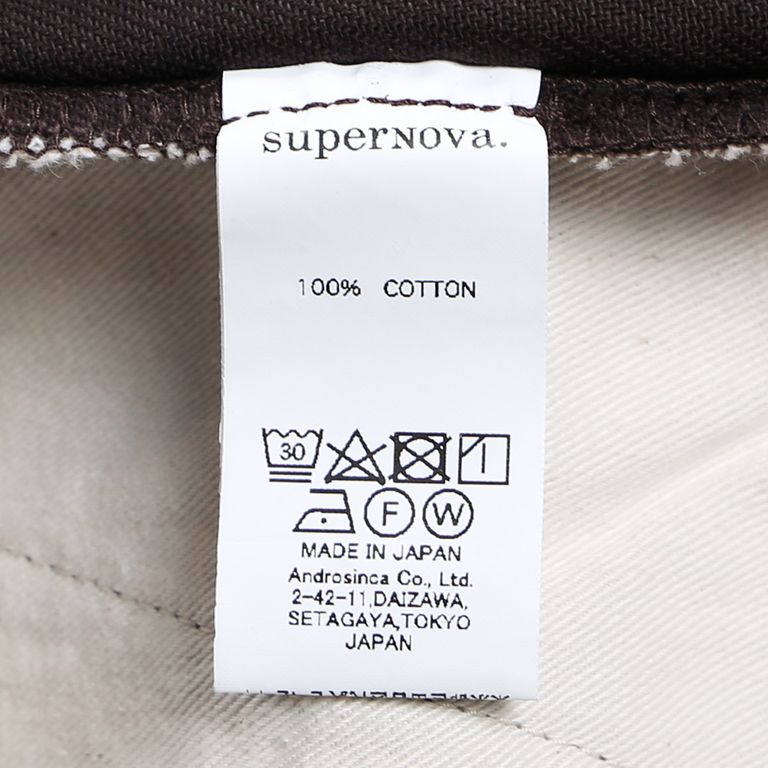 supernova.
100% COTTON
30
F W
MADE IN JAPAN
Androsinca Co., Ltd.
2-42-11,DAIZAWA,
SETAGAYA,TOKYO
JAPAN